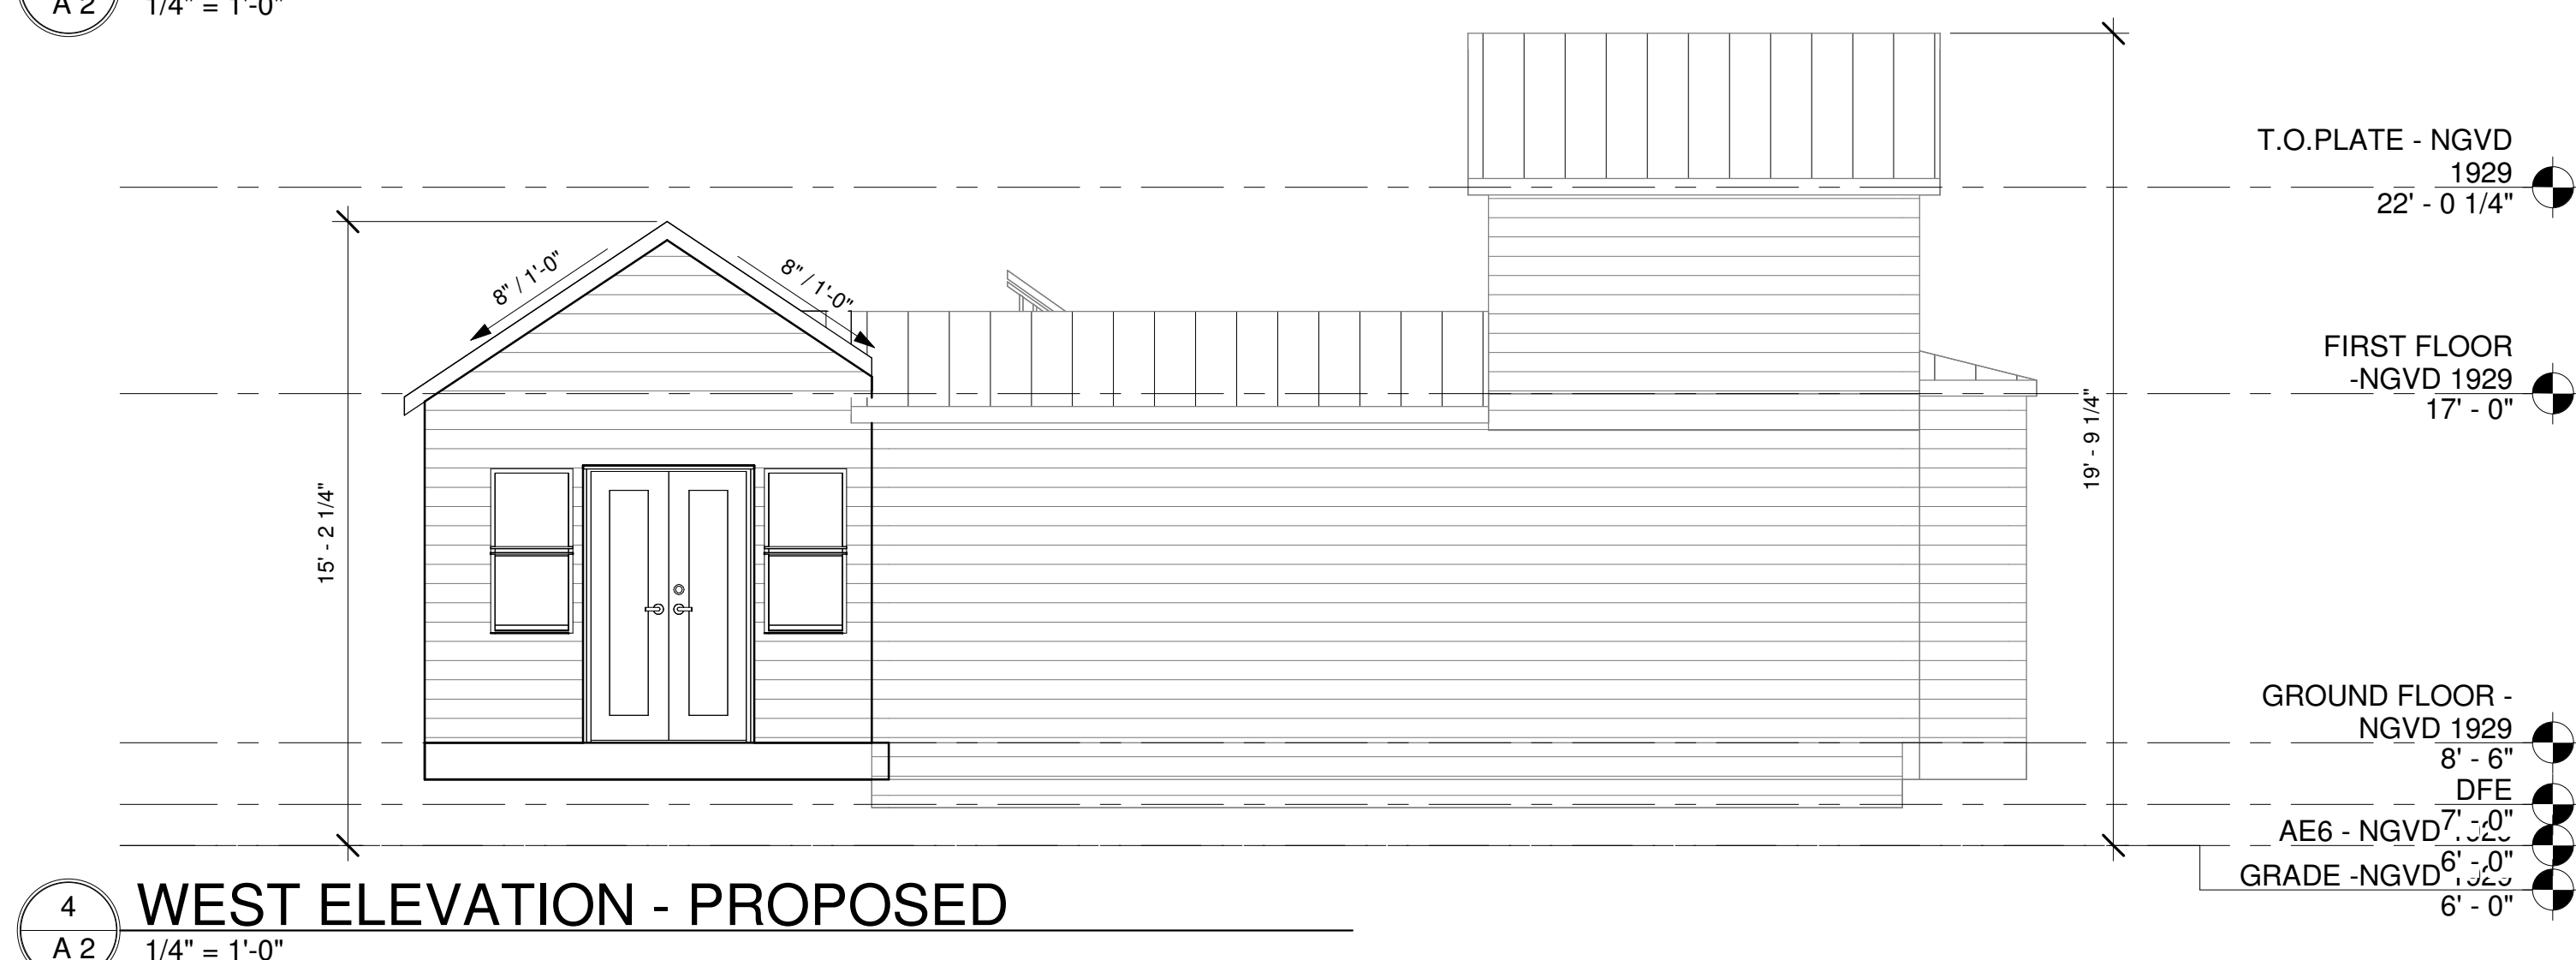 A 2
1/4" = 1'-0"
T.O.PLATE - NGVD
1929
22' - 0 1/4"
8" / 1'-0"
8" / 1'-0"
FIRST FLOOR
-NGVD 1929
17' - 0"
19' - 9 1/4"
15' - 2 1/4"
GROUND FLOOR -
NGVD 1929
8' - 6"
DFE
7' - 0"
AE6 - NGVD 1929
6' - 0"
GRADE -NGVD 1929
6' - 0"
4
A 2
WEST ELEVATION - PROPOSED
1/4" = 1'-0"